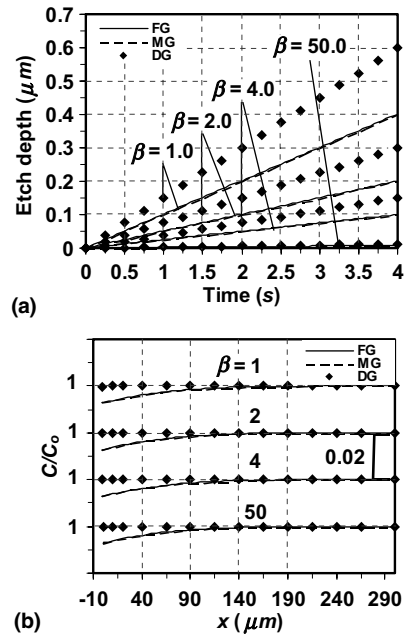 FG
MG
DG
β = 50.0
β = 4.0
β = 2.0
β = 1.0
0.7
0.6
0.5
0.4
0.3
0.2
0.1
0
Etch depth (μm)
0 0.5 1 1.5 2 2.5 3 3.5 4
Time (s)
(a)
FG
MG
DG
β = 1
2
4
50
0.02
1
1
1
1
C/Co
-10 40 90 140 190 240 290
x (μm)
(b)